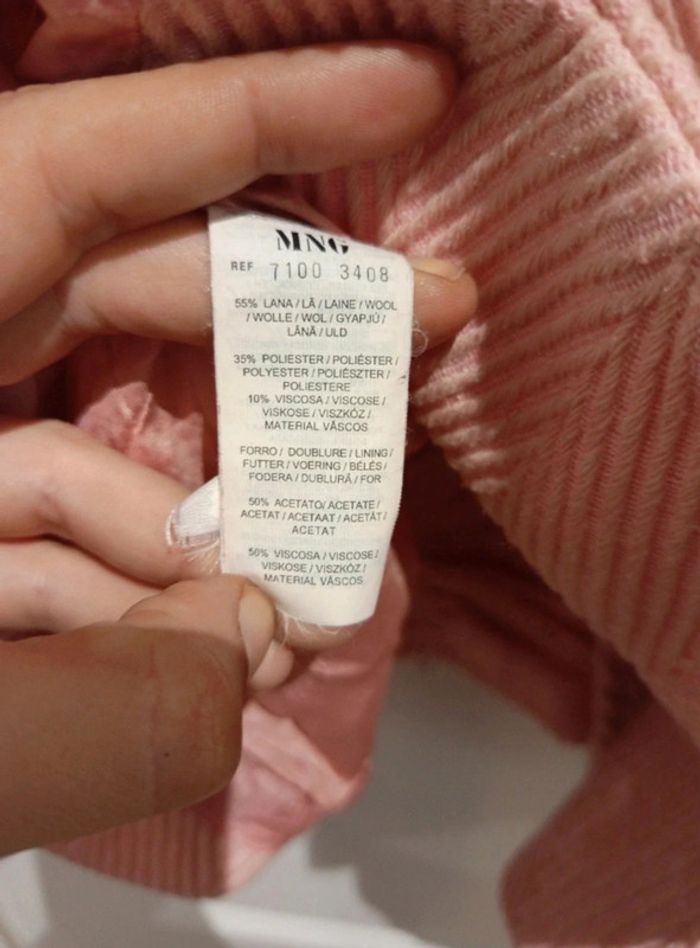 MNG
REF 7100 3408
55% LANA / LÃ / LAINE / WOOL
/ WOLLE / WOL / GYAPJÚ /
LÂNĂ / ULD
35% POLIESTER / POLIÉSTER /
POLYESTER / POLIÉSZTER /
POLIESTERE
10% VISCOSA / VISCOSE /
VISKOSE / VISZKÓZ /
MATERIAL VÂSCOS
FORRO / DOUBLURE / LINING /
FUTTER / VOERING / BÉLÉS /
FODERA / DUBLURĂ / FOR
50% ACETATO/ ACETATE /
ACETAT / ACETAAT / ACETÁT /
ACETAT
50% VISCOSA / VISCOSE /
VISKOSE / VISZKÓZ /
MATERIAL VÂSCOS